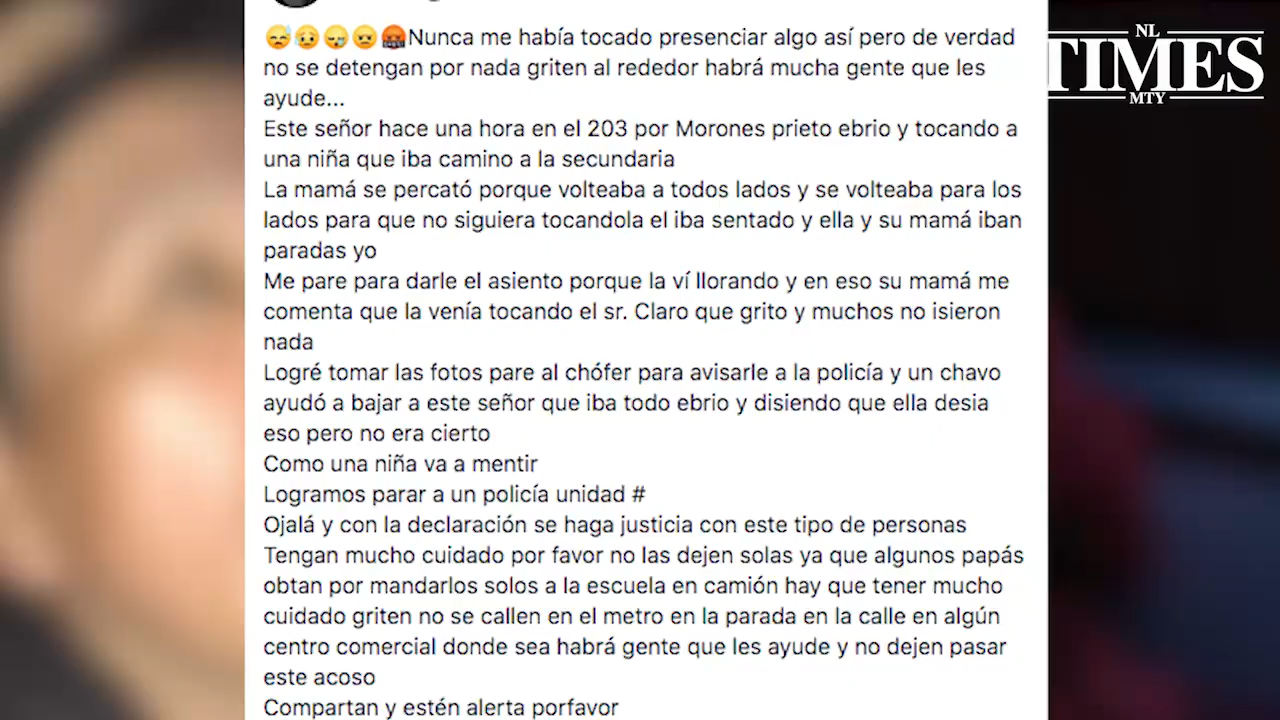 😓😥😪😠🤬Nunca me había tocado presenciar algo así pero de verdad
no se detengan por nada griten al rededor habrá mucha gente que les
ayude...
Este señor hace una hora en el 203 por Morones prieto ebrio y tocando a
una niña que iba camino a la secundaria
La mamá se percató porque volteaba a todos lados y se volteaba para los
lados para que no siguiera tocandola el iba sentado y ella y su mamá iban
paradas yo
Me pare para darle el asiento porque la ví llorando y en eso su mamá me
comenta que la venía tocando el sr. Claro que grito y muchos no isieron
nada
Logré tomar las fotos pare al chófer para avisarle a la policía y un chavo
ayudó a bajar a este señor que iba todo ebrio y disiendo que ella desia
eso pero no era cierto
Como una niña va a mentir
Logramos parar a un policía unidad #
Ojalá y con la declaración se haga justicia con este tipo de personas
Tengan mucho cuidado por favor no las dejen solas ya que algunos papás
obtan por mandarlos solos a la escuela en camión hay que tener mucho
cuidado griten no se callen en el metro en la parada en la calle en algún
centro comercial donde sea habrá gente que les ayude y no dejen pasar
este acoso
Compartan y estén alerta porfavor
NL
TIMES
MTY